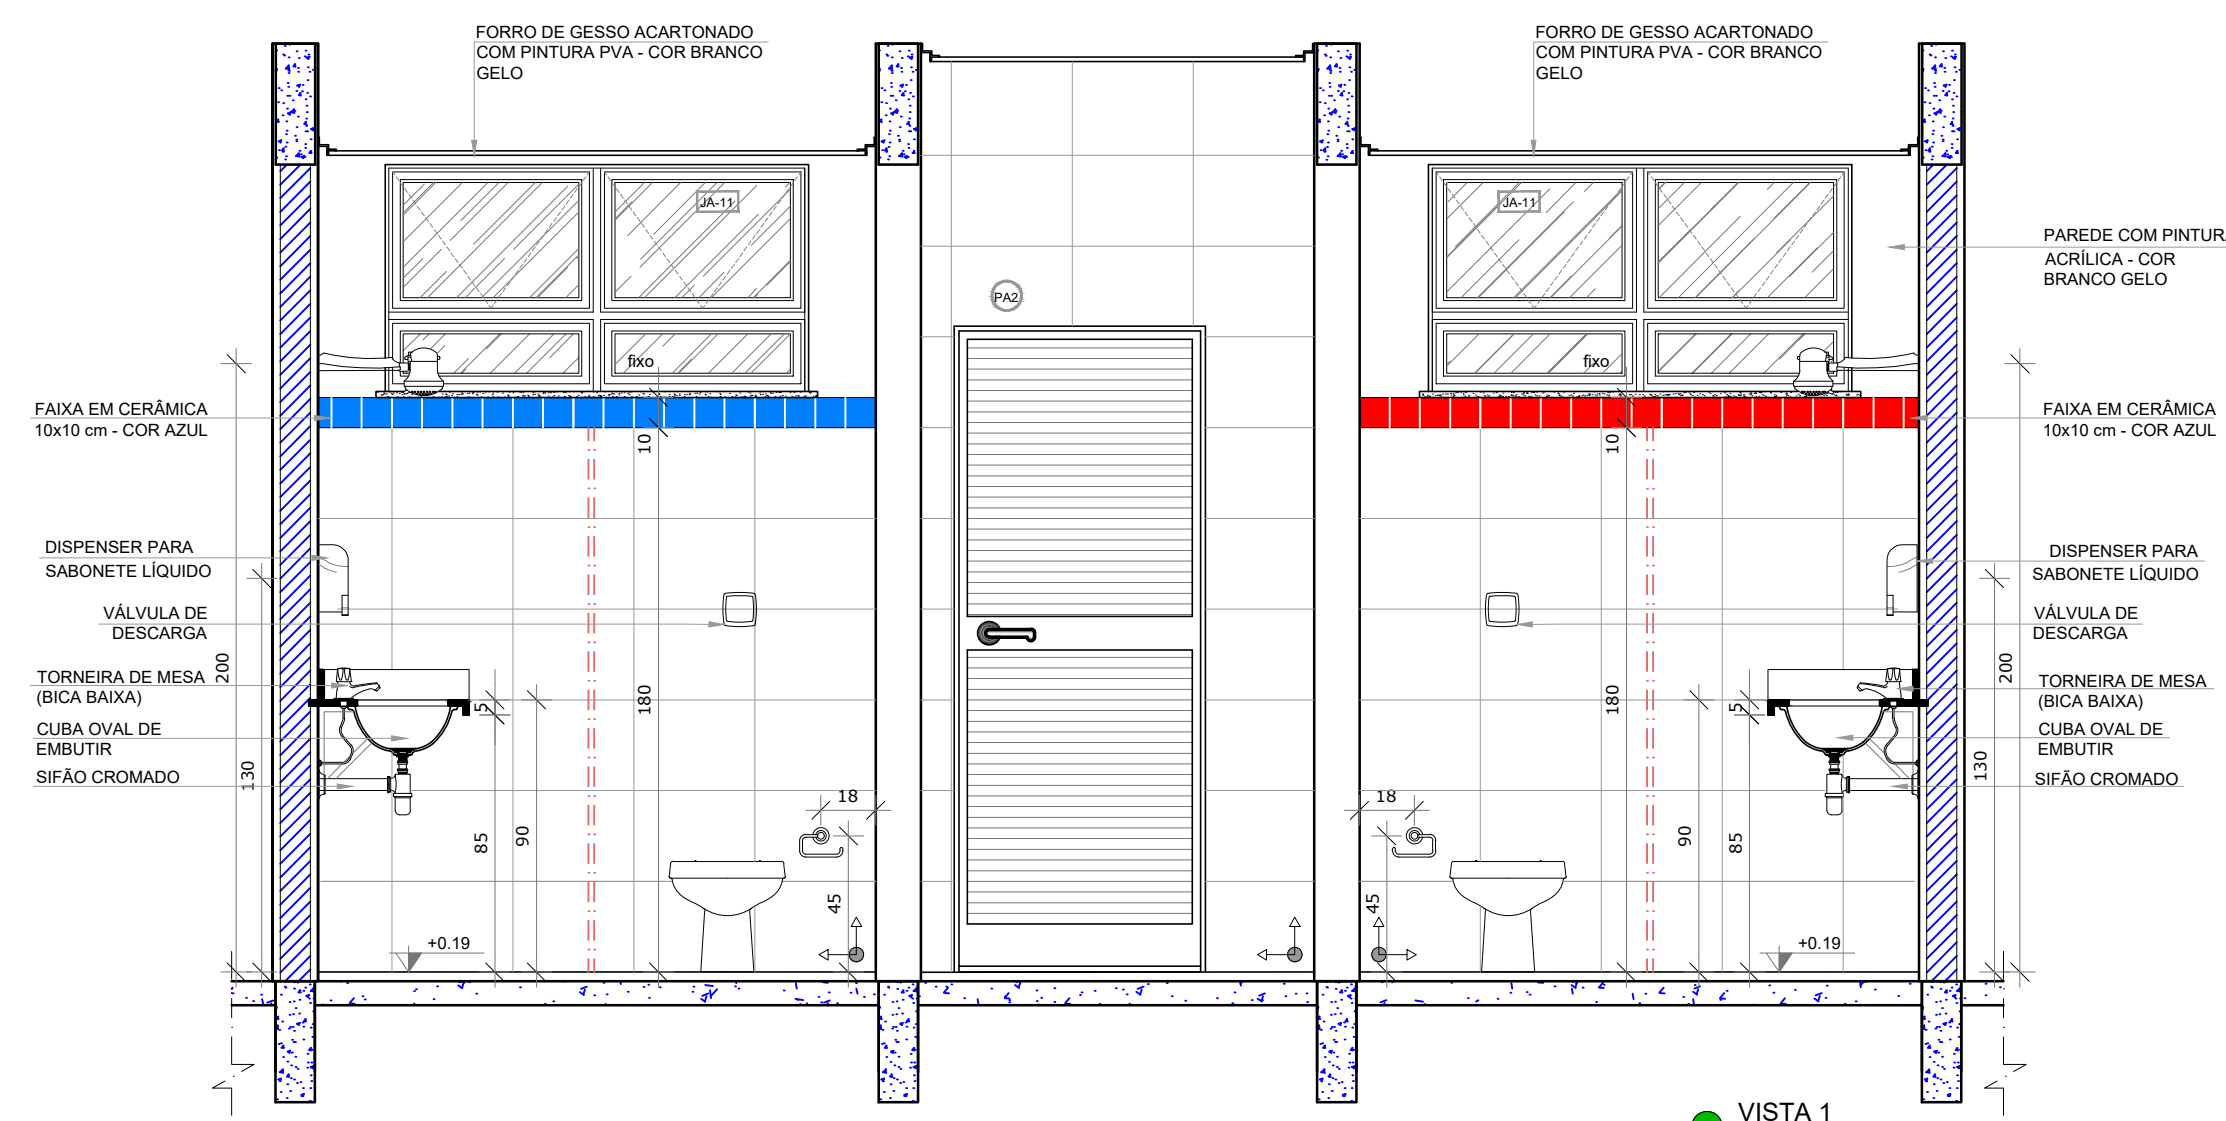 FORRO DE GESSO ACARTONADO
COM PINTURA PVA - COR BRANCO
GELO
FORRO DE GESSO ACARTONADO
COM PINTURA PVA - COR BRANCO
GELO
JA-11
JA-11
PAREDE COM PINTURA
ACRÍLICA - COR
BRANCO GELO
PA2
fixo
fixo
FAIXA EM CERÂMICA
10x10 cm - COR AZUL
10
10
FAIXA EM CERÂMICA
10x10 cm - COR AZUL
DISPENSER PARA
SABONETE LÍQUIDO
VÁLVULA DE
DESCARGA
TORNEIRA DE MESA
(BICA BAIXA)
CUBA OVAL DE
EMBUTIR
SIFÃO CROMADO
200
130
5
85
90
180
18
45
+0.19
DISPENSER PARA
SABONETE LÍQUIDO
VÁLVULA DE
DESCARGA
TORNEIRA DE MESA
(BICA BAIXA)
CUBA OVAL DE
EMBUTIR
SIFÃO CROMADO
18
45
180
90
5
85
130
200
+0.19
VISTA 1